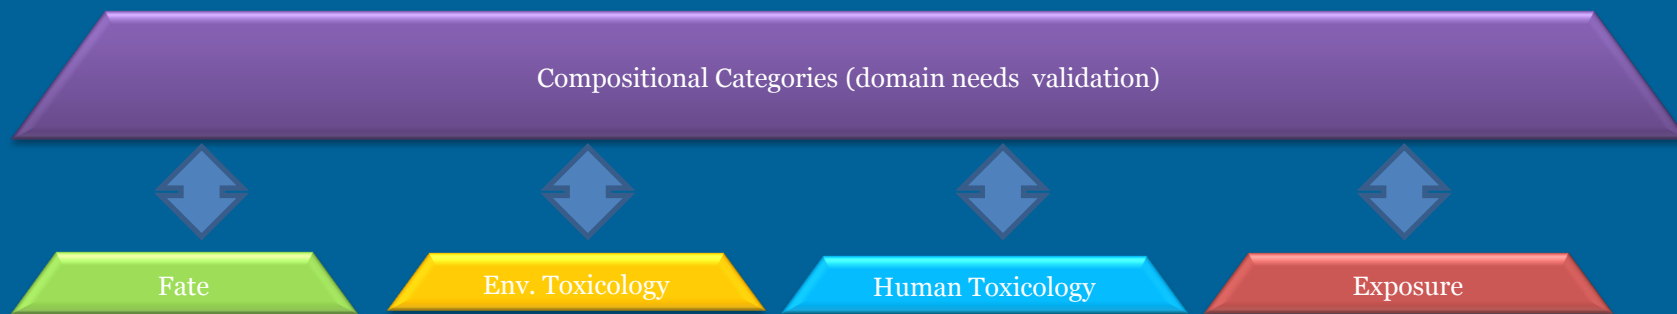 Compositional Categories (domain needs  validation)
Fate
Env. Toxicology
Human Toxicology
Exposure